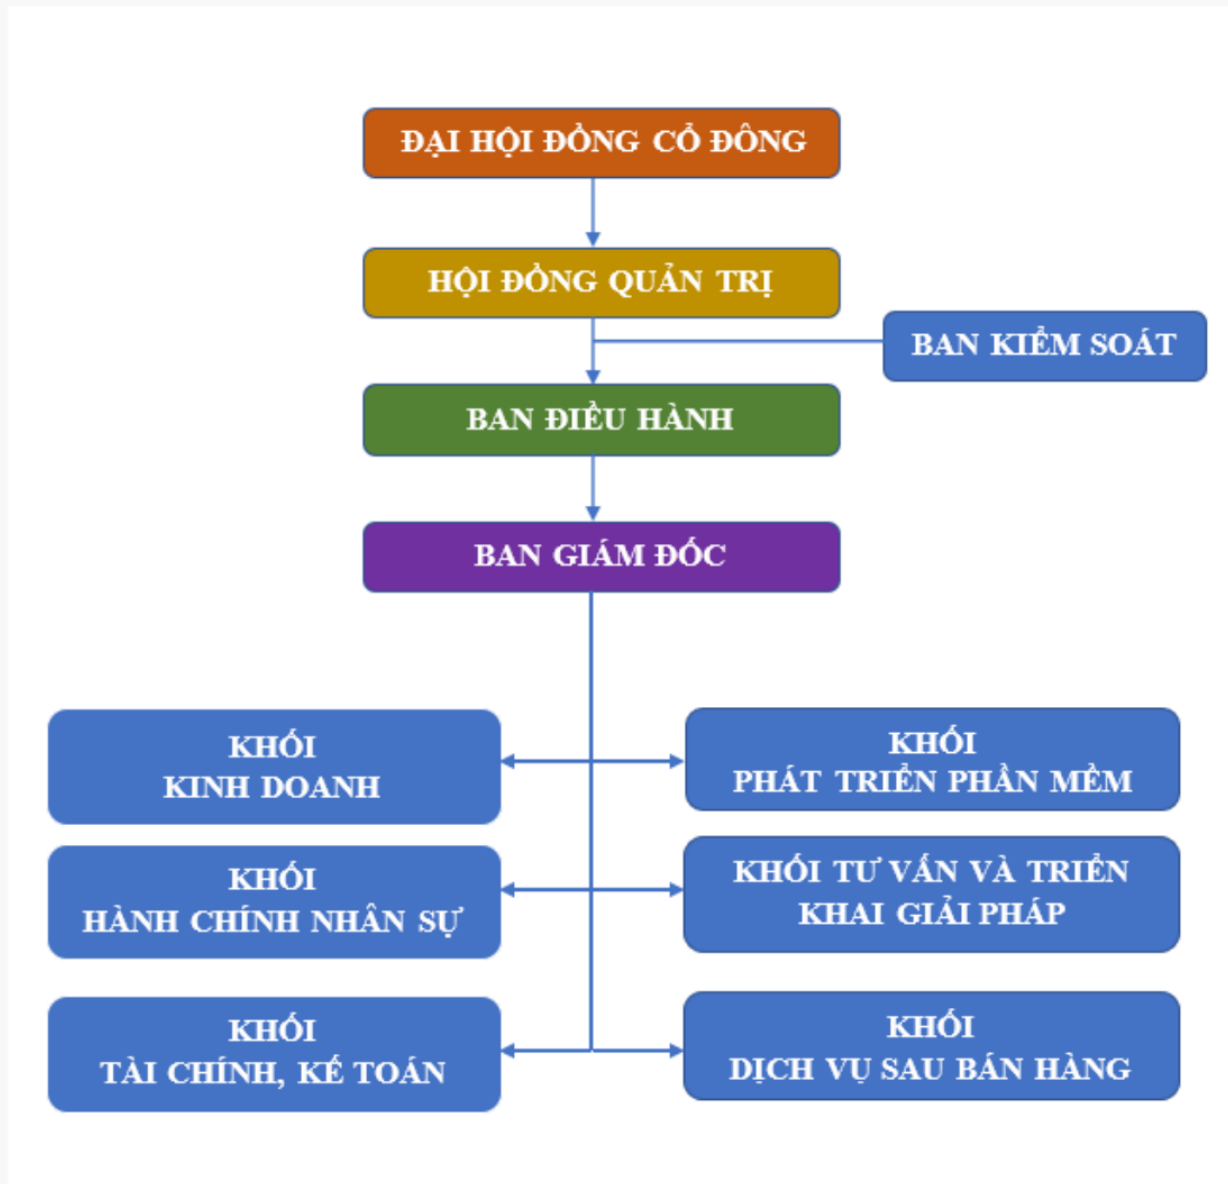 ĐẠI HỘI ĐỒNG CỔ ĐÔNG
HỘI ĐỒNG QUẢN TRỊ
BAN KIỂM SOÁT
BAN ĐIỀU HÀNH
BAN GIÁM ĐỐC
KHỐI
KINH DOANH
KHỐI
PHÁT TRIỂN PHẦN MỀM
KHỐI
HÀNH CHÍNH NHÂN SỰ
KHỐI TƯ VẤN VÀ TRIỂN
KHAI GIẢI PHÁP
KHỐI
TÀI CHÍNH, KẾ TOÁN
KHỐI
DỊCH VỤ SAU BÁN HÀNG